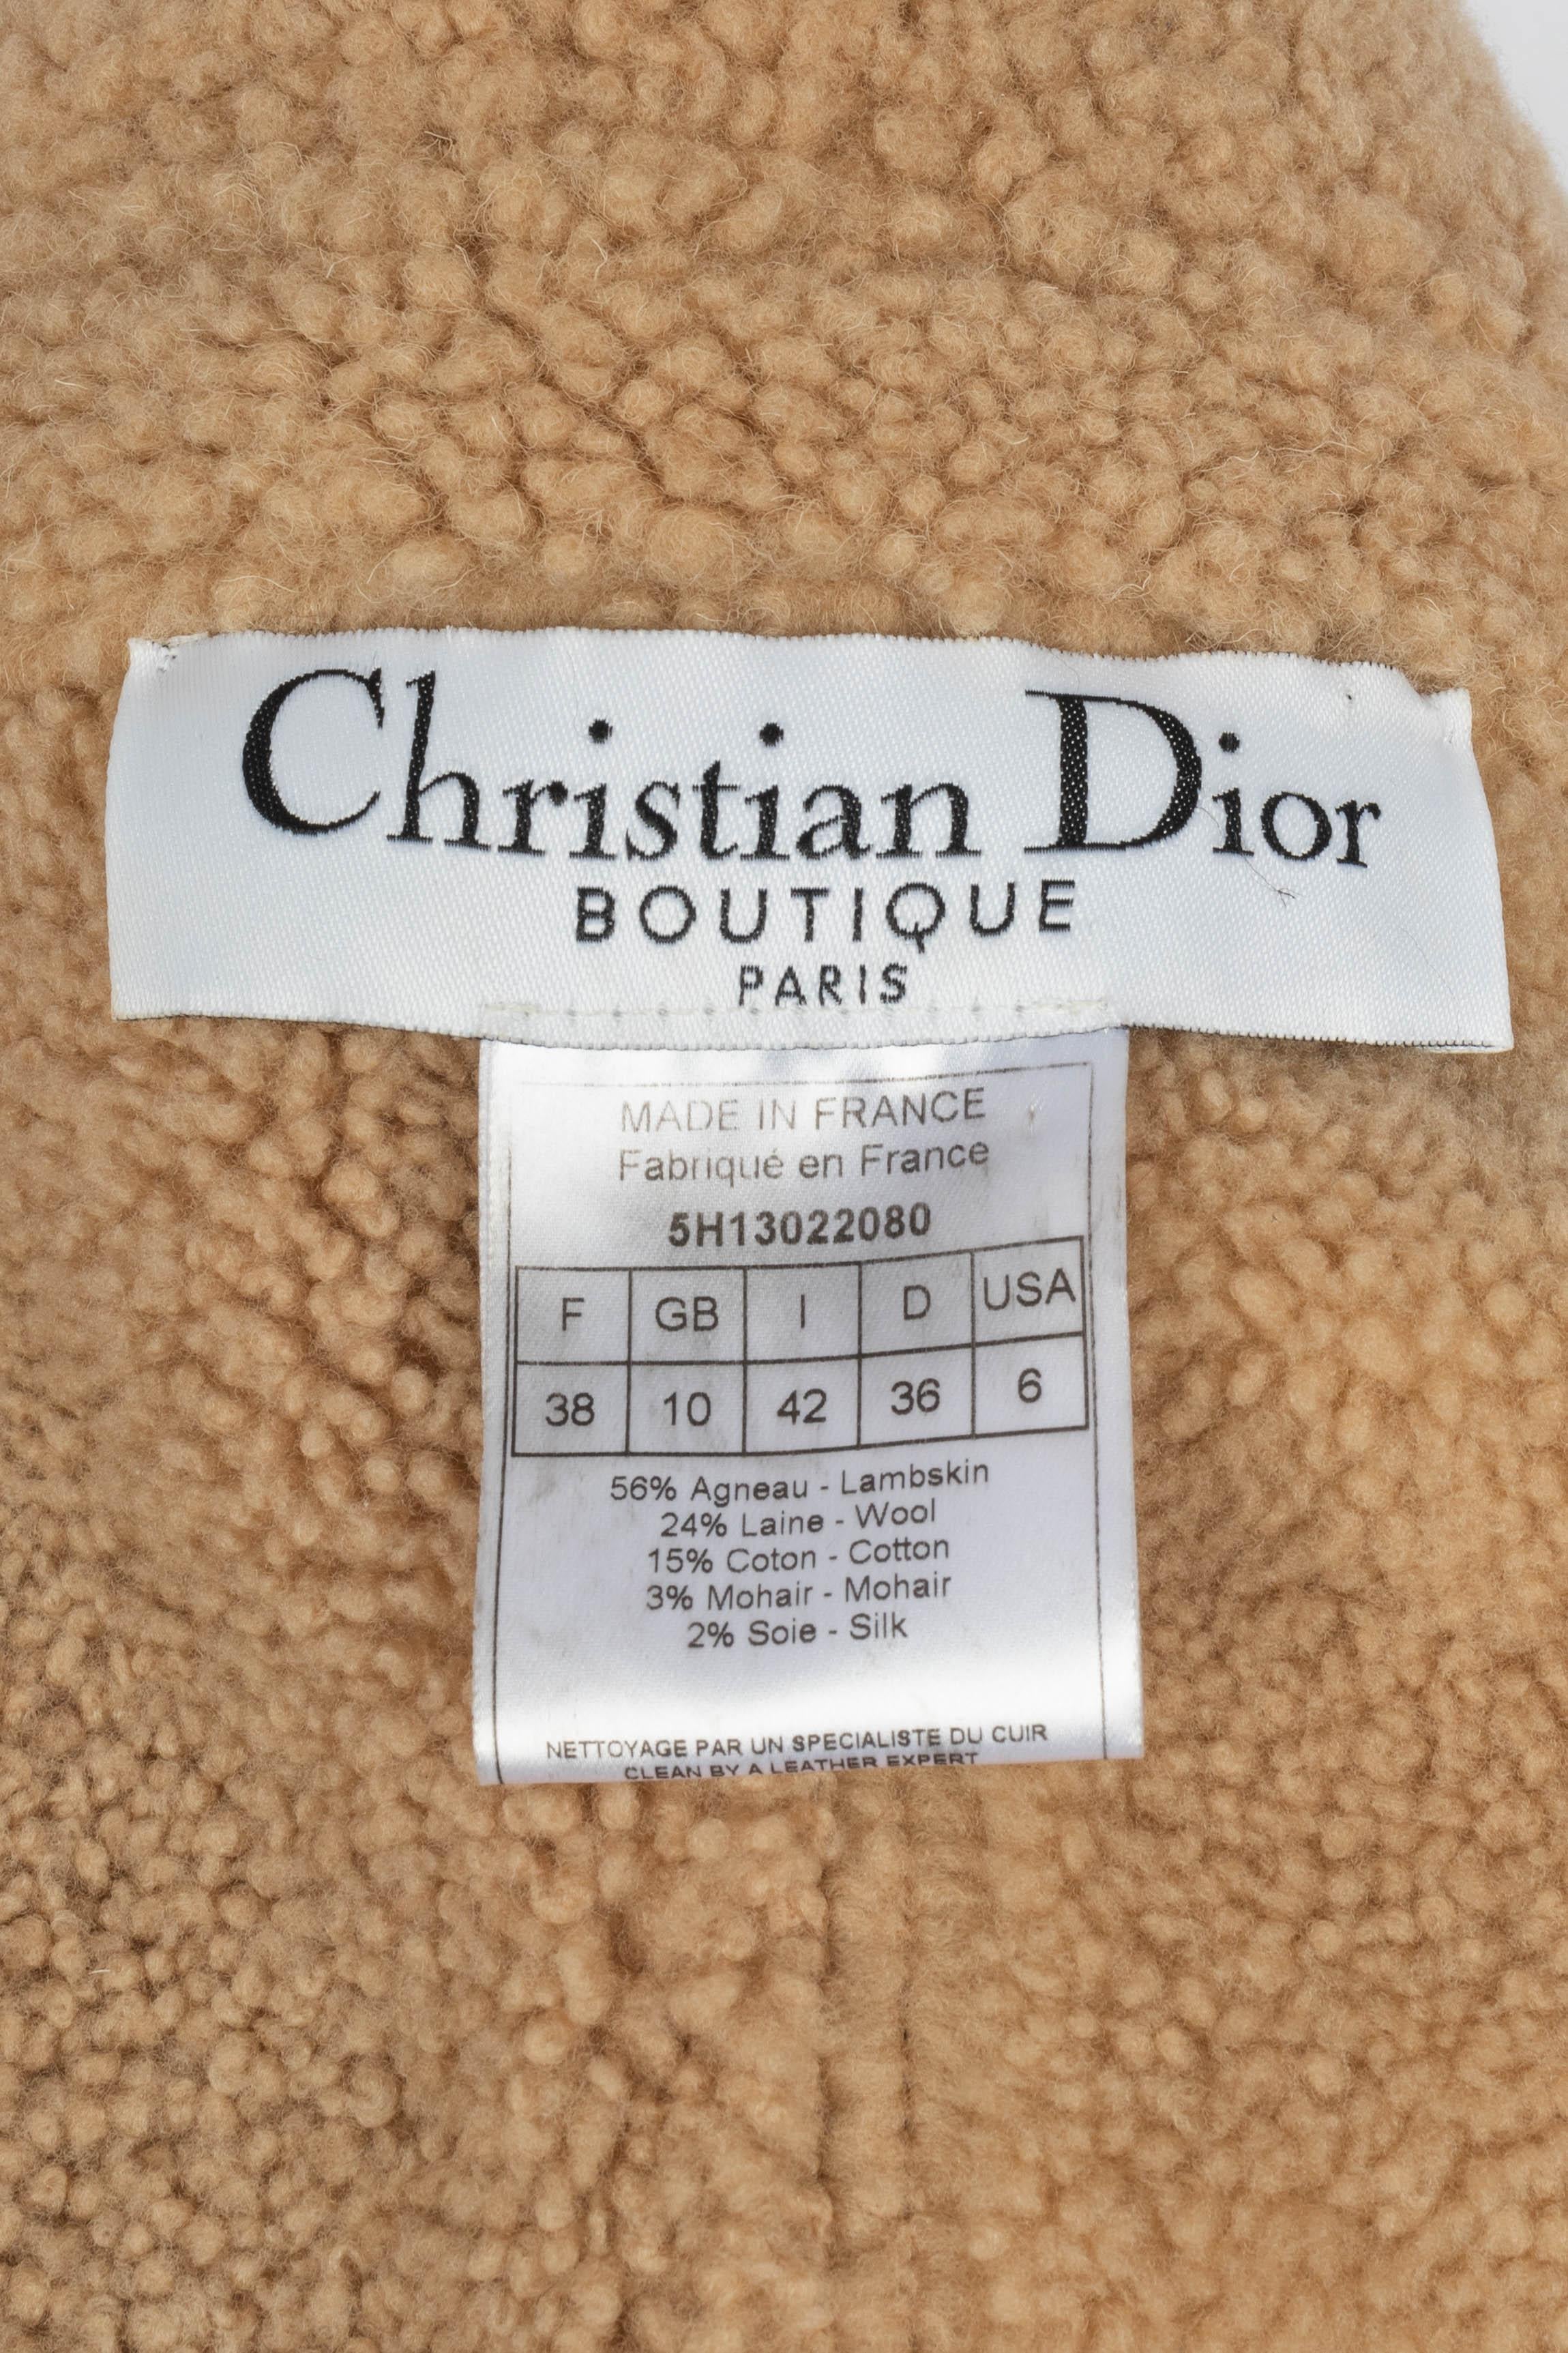 Christian Dior
BOUTIQUE
PARIS
MADE IN FRANCE
Fabriqué en France
5H13022080
F GB I D USA
38 10 42 36 6
56% Agneau - Lambskin
24% Laine - Wool
15% Coton - Cotton
3% Mohair - Mohair
2% Soie - Silk
NETTOYAGE PAR UN SPECIALISTE DU CUIR
CLEAN BY A LEATHER EXPERT